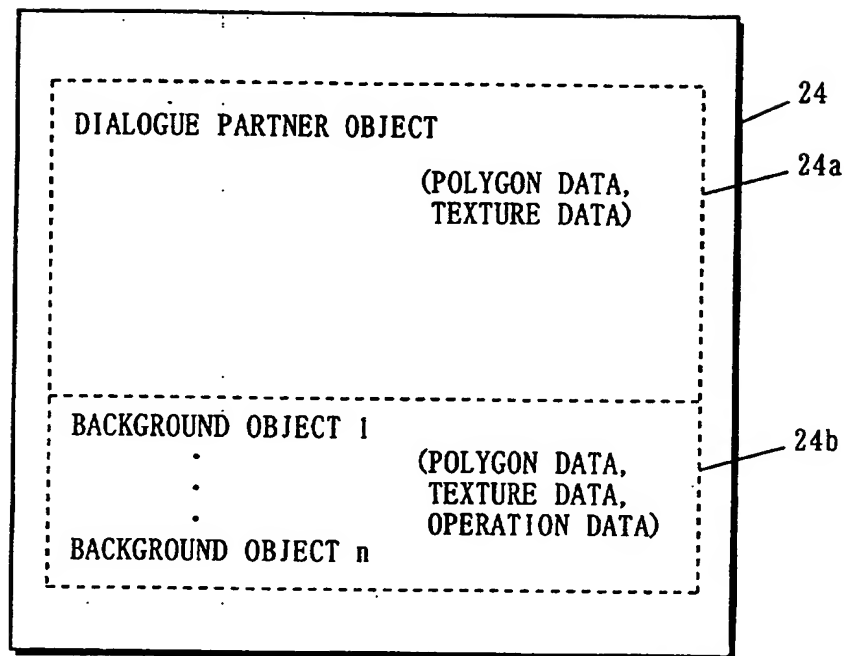 24
DIALOGUE PARTNER OBJECT
24a
(POLYGON DATA,
TEXTURE DATA)
BACKGROUND OBJECT 1
24b
(POLYGON DATA,
TEXTURE DATA,
OPERATION DATA)
BACKGROUND OBJECT n